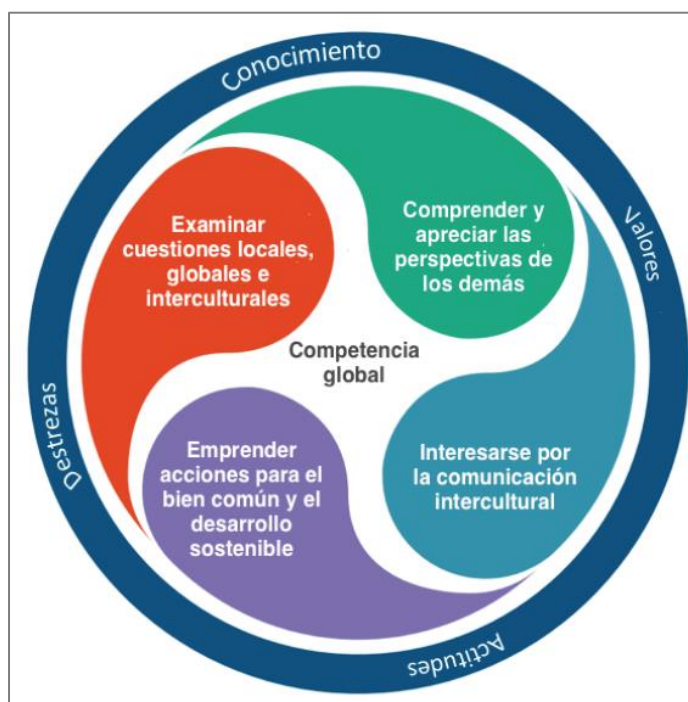 Conocimiento
Examinar
cuestiones locales,
globales e
interculturales
Comprender y
apreciar las
perspectivas de
los demás
Valores
Competencia
global
Destrezas
Emprender
acciones para el
bien común y el
desarrollo
sostenible
Interesarse por
la comunicación
intercultural
Actitudes